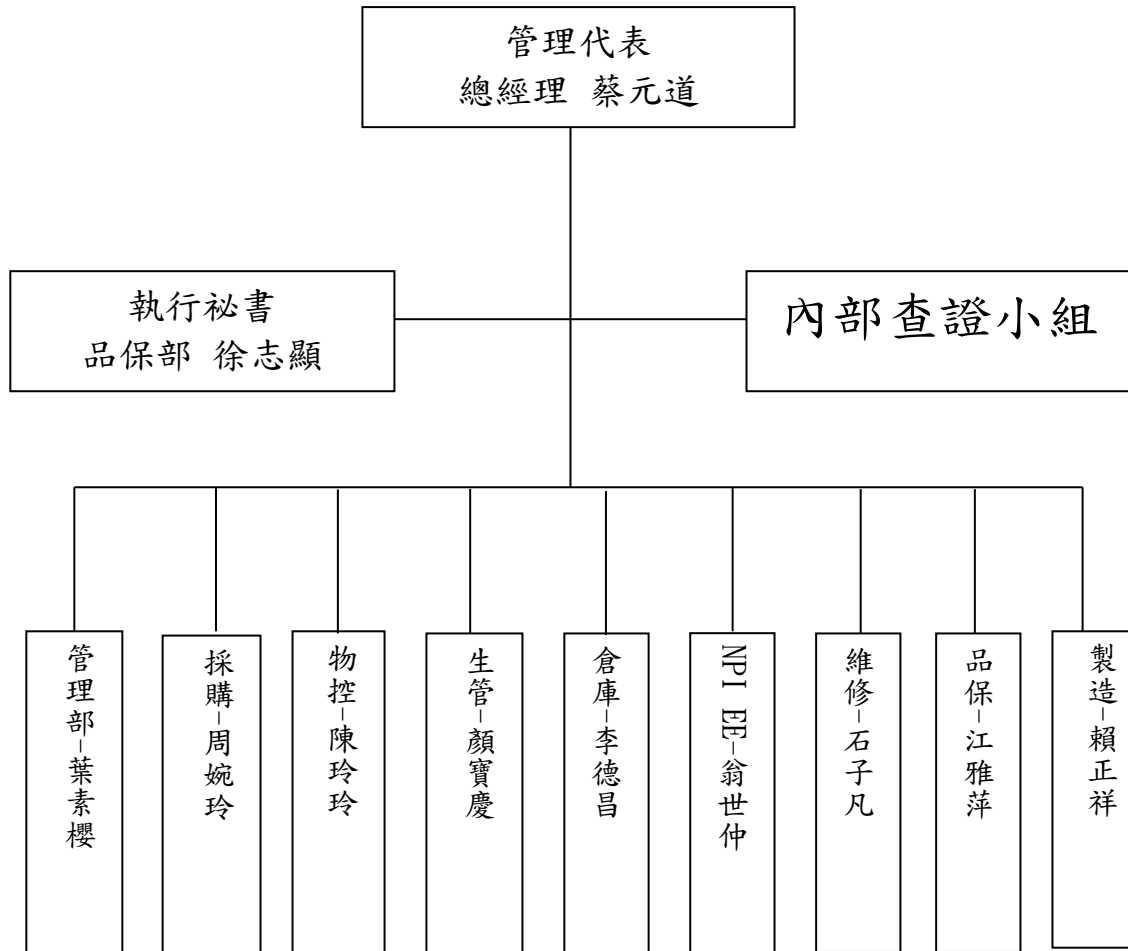 管理代表
總經理 蔡元道
執行祕書
品保部 徐志顯
內部查證小組
管理部-葉素櫻
採購-周婉玲
物控-陳玲玲
生管-顏寶慶
倉庫-李德昌
NPI EE-翁世仲
維修-石子凡
品保-江雅萍
製造-賴正祥